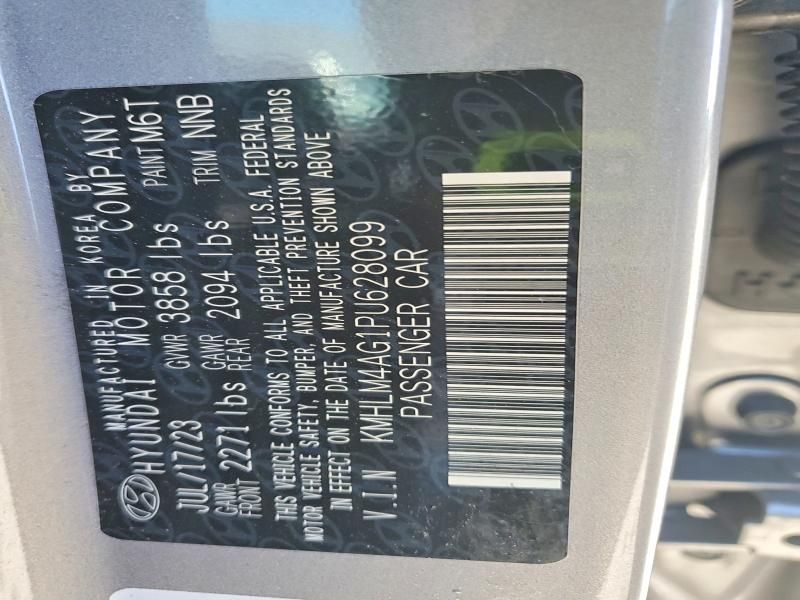 MANUFACTURED IN KOREA BY
HYUNDAI MOTOR COMPANY
JUL/17/23 GVWR 3858 lbs PAINT M6T
GAWR FRONT 2271 lbs GAWR REAR 2094 lbs TRIM NNB
THIS VEHICLE CONFORMS TO ALL APPLICABLE U.S.A. FEDERAL
MOTOR VEHICLE SAFETY, BUMPER, AND THEFT PREVENTION STANDARDS
IN EFFECT ON THE DATE OF MANUFACTURE SHOWN ABOVE
V.I.N KMHLM4AG1PU628099
PASSENGER CAR